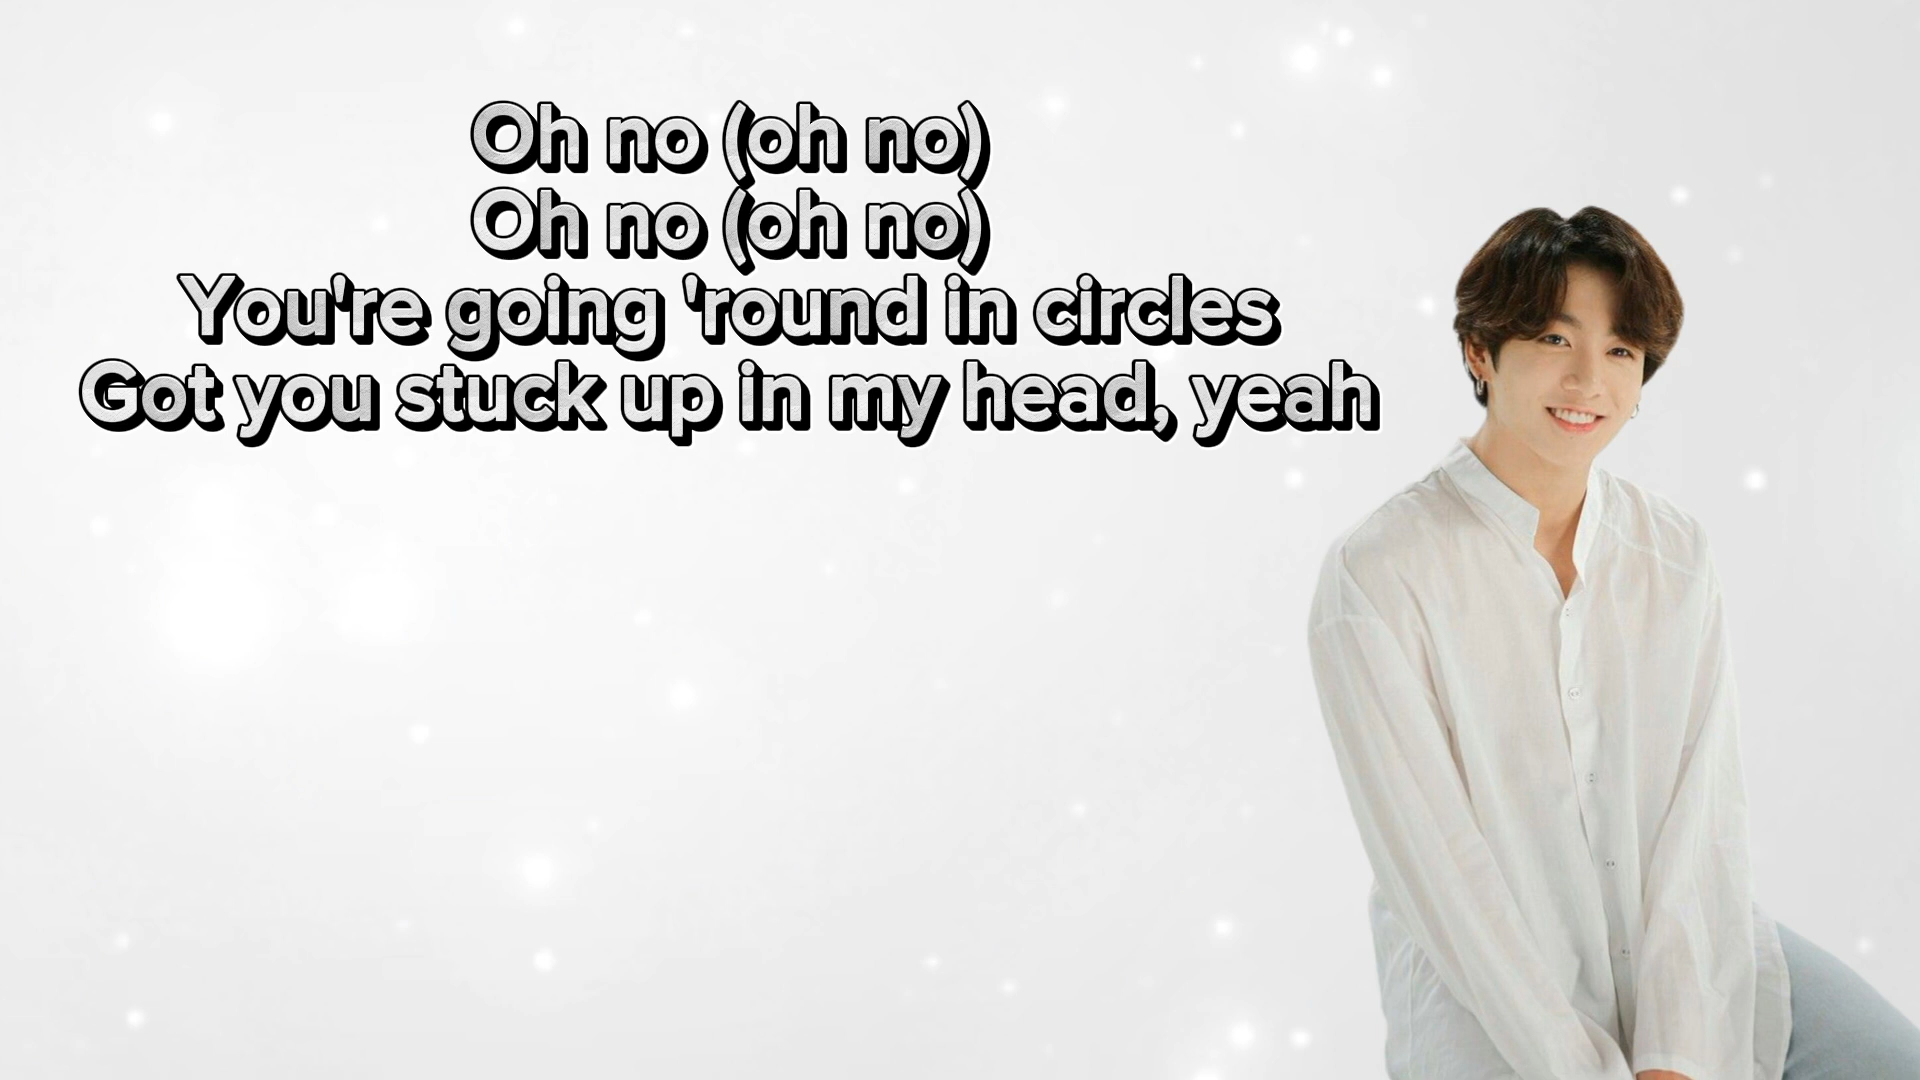 Oh no (oh no)
Oh no (oh no)
You're going 'round in circles
Got you stuck up in my head, yeah